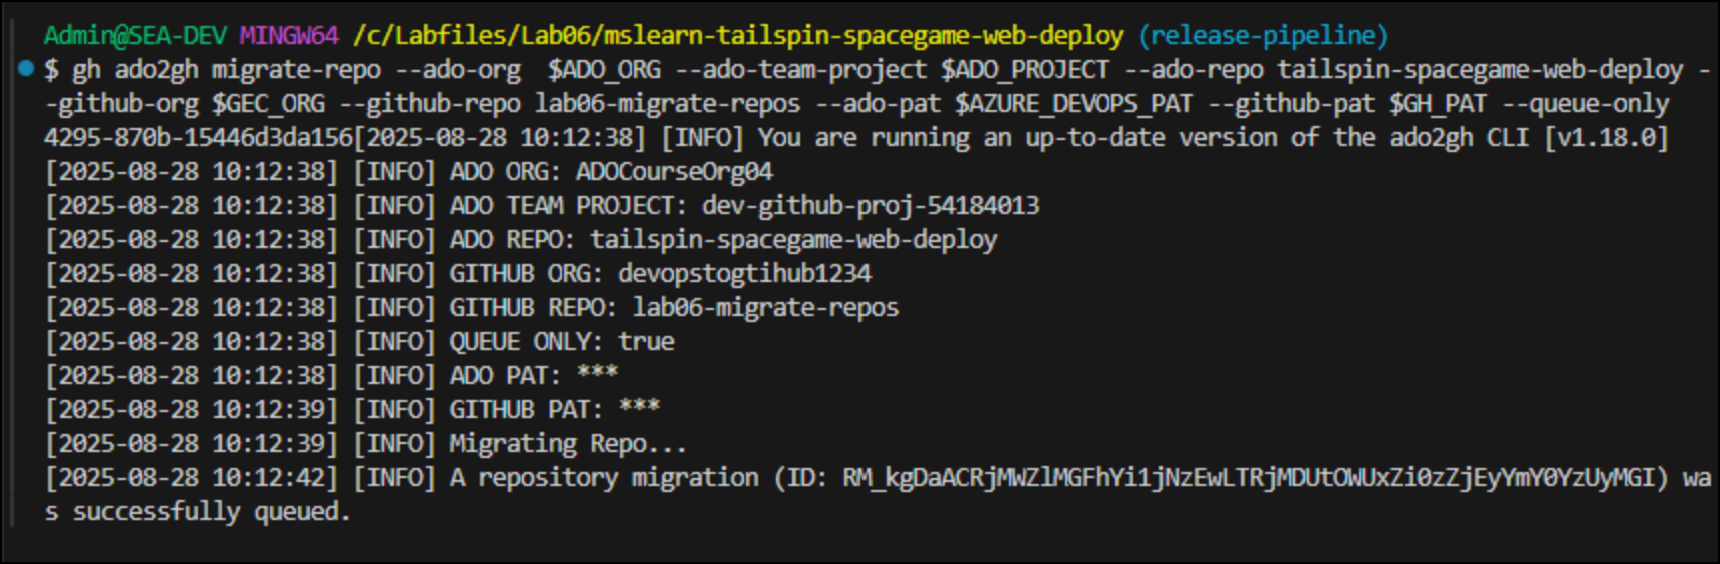 Admin@SEA-DEV MINGW64 /c/Labfiles/Lab06/mslearn-tailspin-spacegame-web-deploy (release-pipeline)
$ gh ado2gh migrate-repo --ado-org  $ADO_ORG --ado-team-project $ADO_PROJECT --ado-repo tailspin-spacegame-web-deploy -
-github-org $GEC_ORG --github-repo lab06-migrate-repos --ado-pat $AZURE_DEVOPS_PAT --github-pat $GH_PAT --queue-only
4295-870b-15446d3da156[2025-08-28 10:12:38] [INFO] You are running an up-to-date version of the ado2gh CLI [v1.18.0]
[2025-08-28 10:12:38] [INFO] ADO ORG: ADOCourseOrg04
[2025-08-28 10:12:38] [INFO] ADO TEAM PROJECT: dev-github-proj-54184013
[2025-08-28 10:12:38] [INFO] ADO REPO: tailspin-spacegame-web-deploy
[2025-08-28 10:12:38] [INFO] GITHUB ORG: devopstogtihub1234
[2025-08-28 10:12:38] [INFO] GITHUB REPO: lab06-migrate-repos
[2025-08-28 10:12:38] [INFO] QUEUE ONLY: true
[2025-08-28 10:12:38] [INFO] ADO PAT: ***
[2025-08-28 10:12:39] [INFO] GITHUB PAT: ***
[2025-08-28 10:12:39] [INFO] Migrating Repo...
[2025-08-28 10:12:42] [INFO] A repository migration (ID: RM_kgDaACRjMWZlMGFhYi1jNzEwLTRjMDUtOWUxZi0zZjEyYmY0YzUyMGI) wa
s successfully queued.